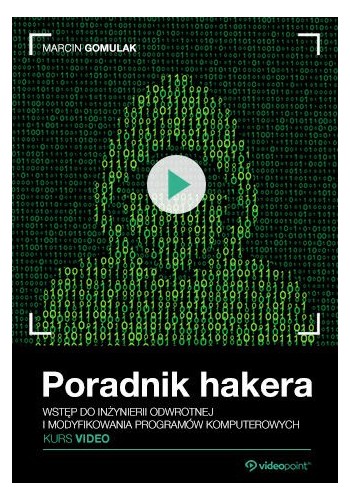 MARCIN GOMULAK
Poradnik hakera
WSTĘP DO INŻYNIERII ODWROTNEJ
I MODYFIKOWANIA PROGRAMÓW KOMPUTEROWYCH
KURS VIDEO
videopoint